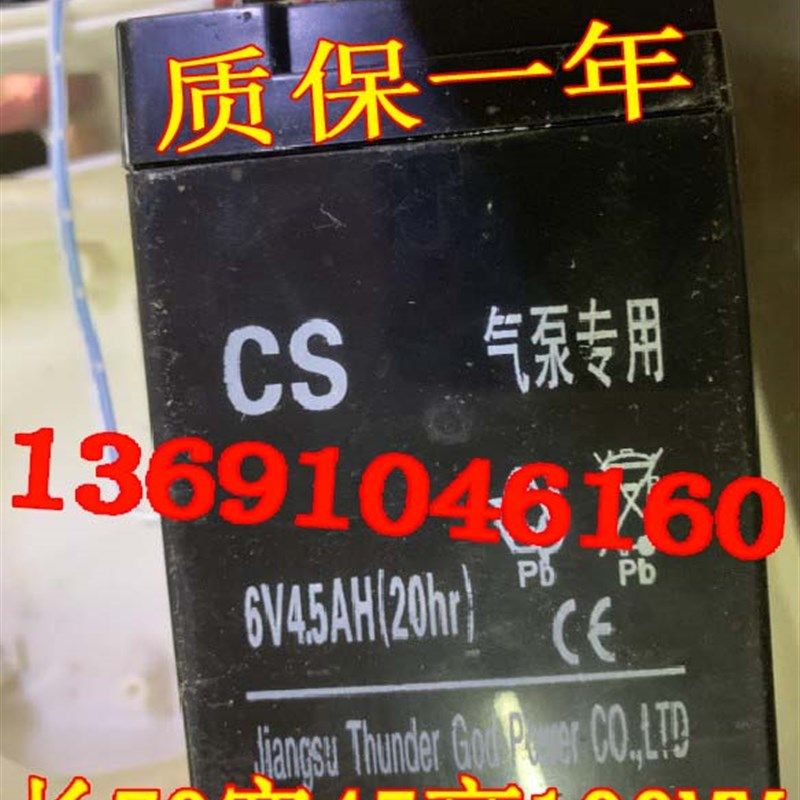 质保一年
CS
气泵专用
13691046160
Pb Pb
6V4.5AH(20hr)
CE
Jiangsu Thunder God Power CO.,LTD